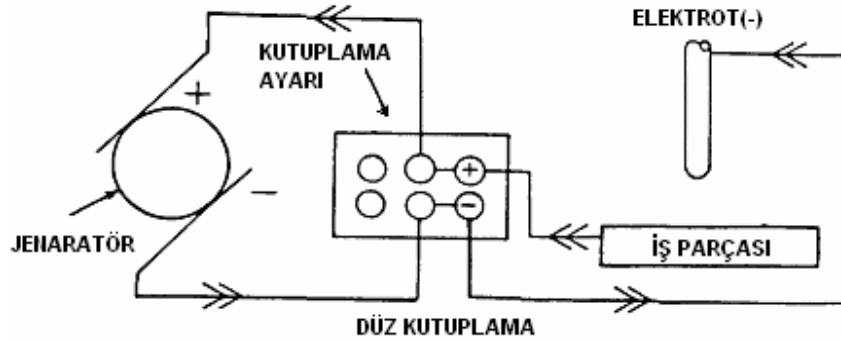 ELEKTROT(-)
KUTUPLAMA
AYARI
+
-
+
-
JENARATÖR
İŞ PARÇASI
DÜZ KUTUPLAMA